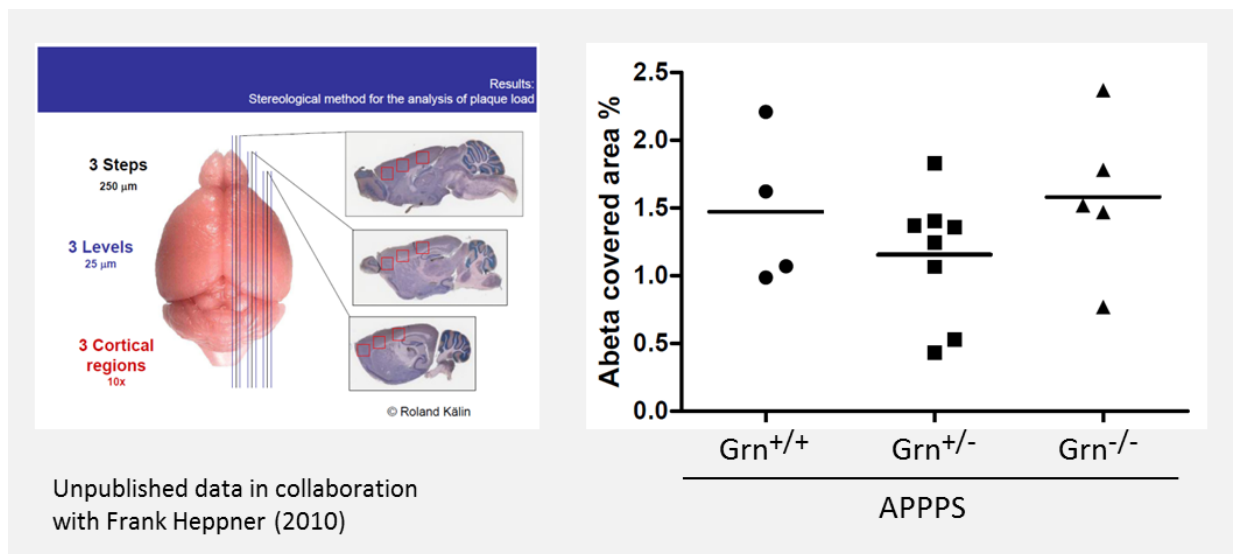 Results:
Stereological method for the analysis of plaque load
3 Steps
250 µm
3 Levels
25 µm
3 Cortical
regions
10x
© Roland Kälin
Unpublished data in collaboration
with Frank Heppner (2010)
Abeta covered area %
2.5
2.0
1.5
1.0
0.5
0.0
Grn+/+ Grn+/- Grn-/-
APPPS